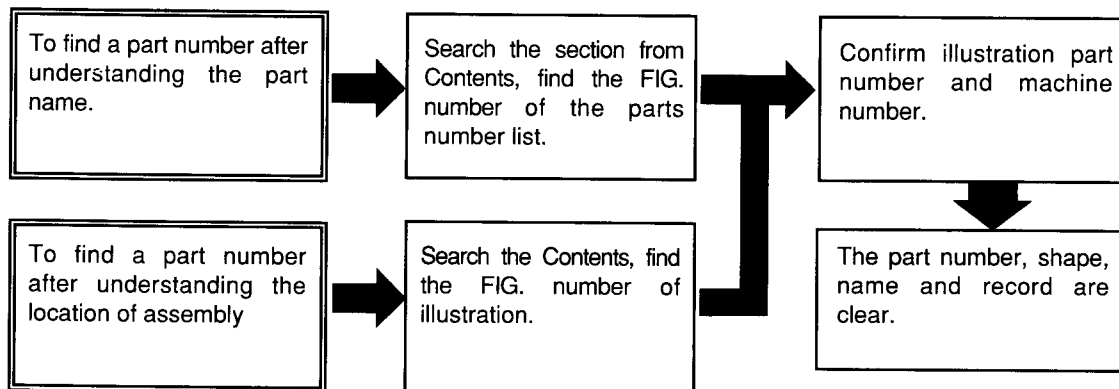 To find a part number after
understanding the part
name.
Search the section from
Contents, find the FIG.
number of the parts
number list.
Confirm illustration part
number and machine
number.
To find a part number
after understanding the
location of assembly
Search the Contents, find
the FIG. number of
illustration.
The part number, shape,
name and record are
clear.